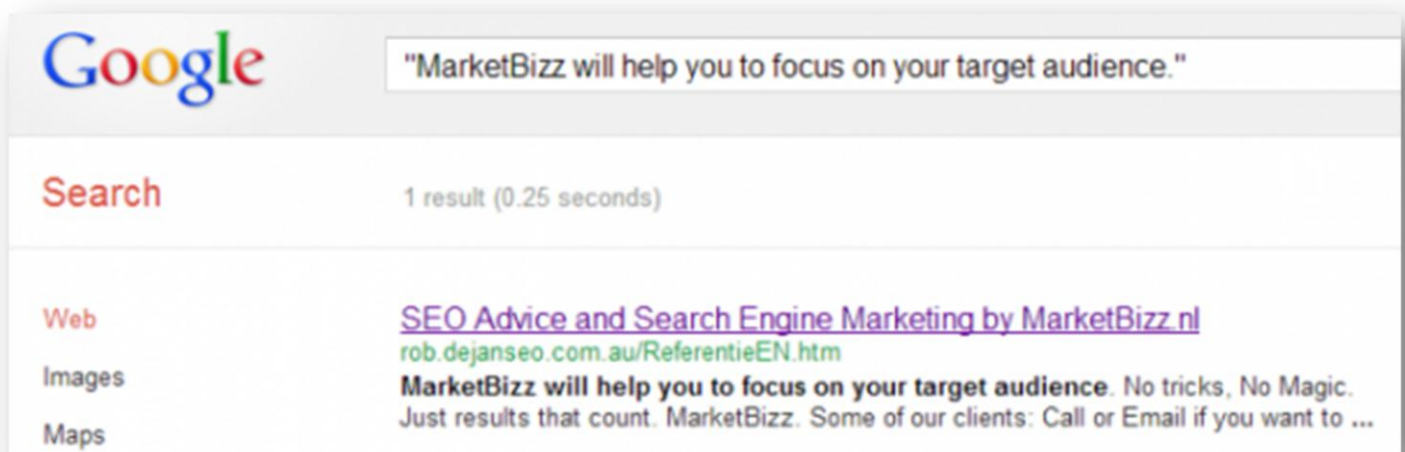 Google
"MarketBizz will help you to focus on your target audience."
Search
1 result (0.25 seconds)
Web
Images
Maps
SEO Advice and Search Engine Marketing by MarketBizz.nl
rob.dejanseo.com.au/ReferentieEN.htm
MarketBizz will help you to focus on your target audience. No tricks, No Magic.
Just results that count. MarketBizz. Some of our clients: Call or Email if you want to ...